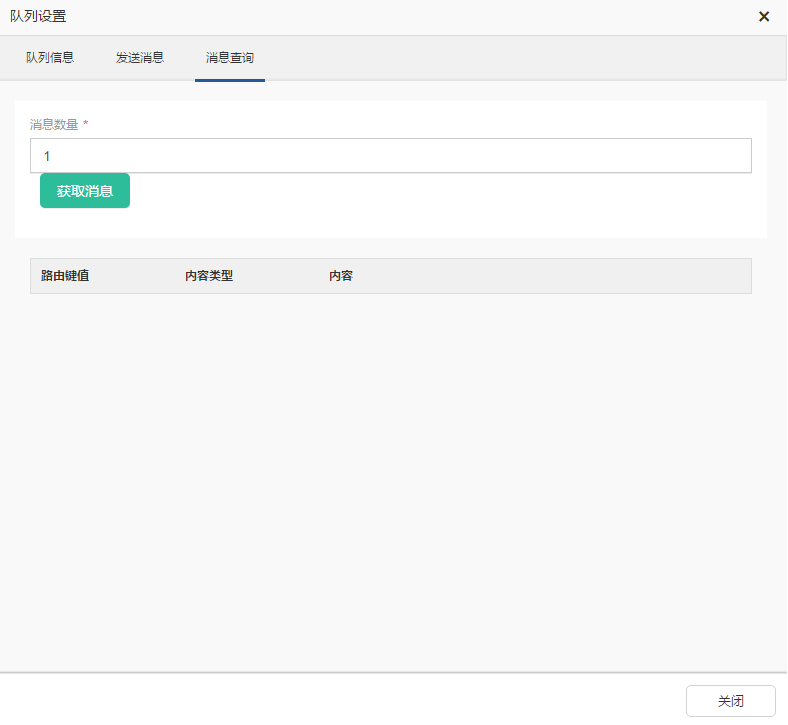 队列设置
队列信息 发送消息 消息查询
消息数量 *
1
获取消息
路由键值 内容类型 内容
关闭